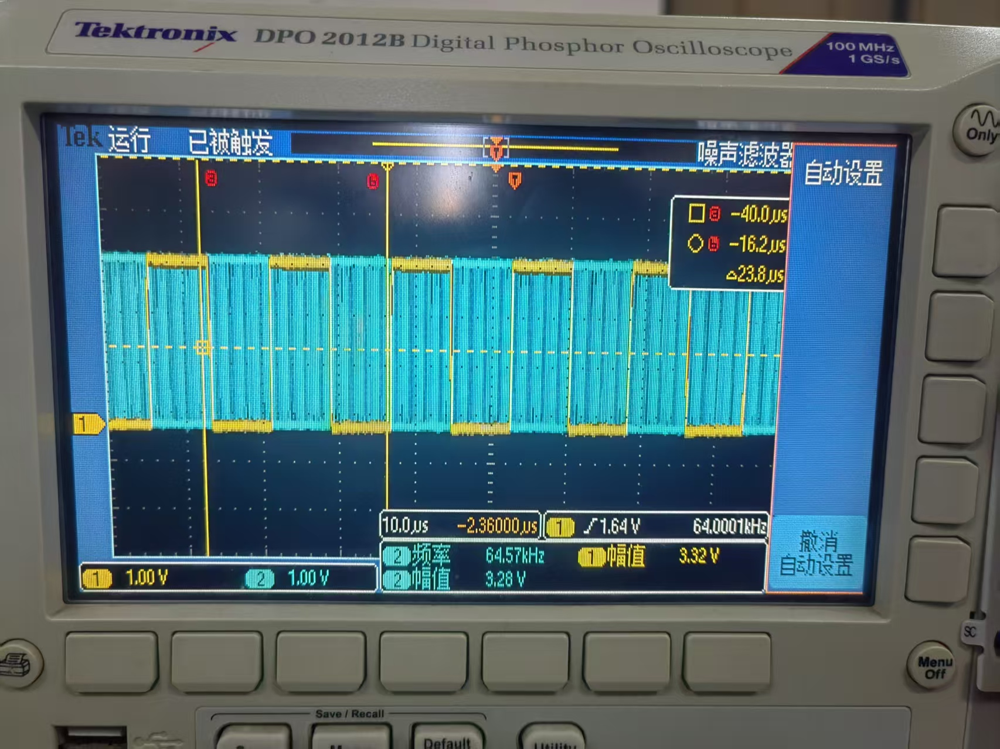 Tektronix DPO 2012B Digital Phosphor Oscilloscope
100 MHz
1 GS/s
Tek 运行 已被触发 噪声滤波器
自动设置
Only
a
b
T
a -40.0µs
b -16.2µs
△23.8µs
1
10.0µs -2.36000µs
1 1.64 V 64.0001kHz
2 频率 64.57kHz
1 幅值 3.32 V
2 幅值 3.28 V
1 1.00 V 2 1.00 V
撤消
自动设置
SC
Menu
Off
Save / Recall
Default
Utility